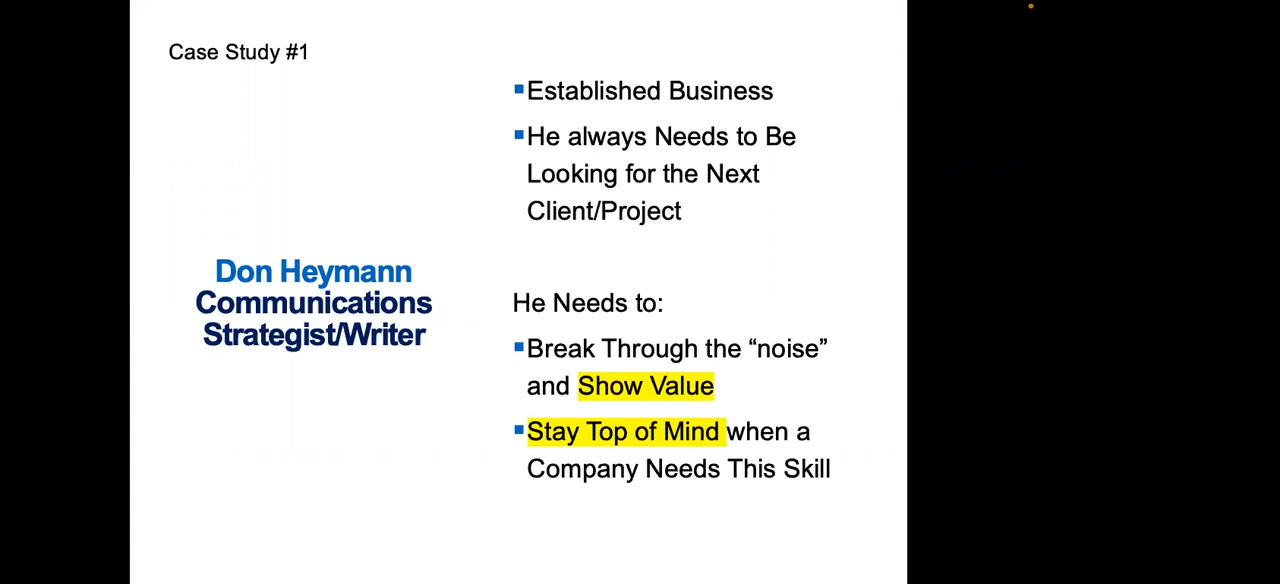 Case Study #1
Don Heymann
Communications
Strategist/Writer
▪Established Business
▪He always Needs to Be
Looking for the Next
Client/Project
He Needs to:
▪Break Through the “noise”
and Show Value
▪Stay Top of Mind when a
Company Needs This Skill